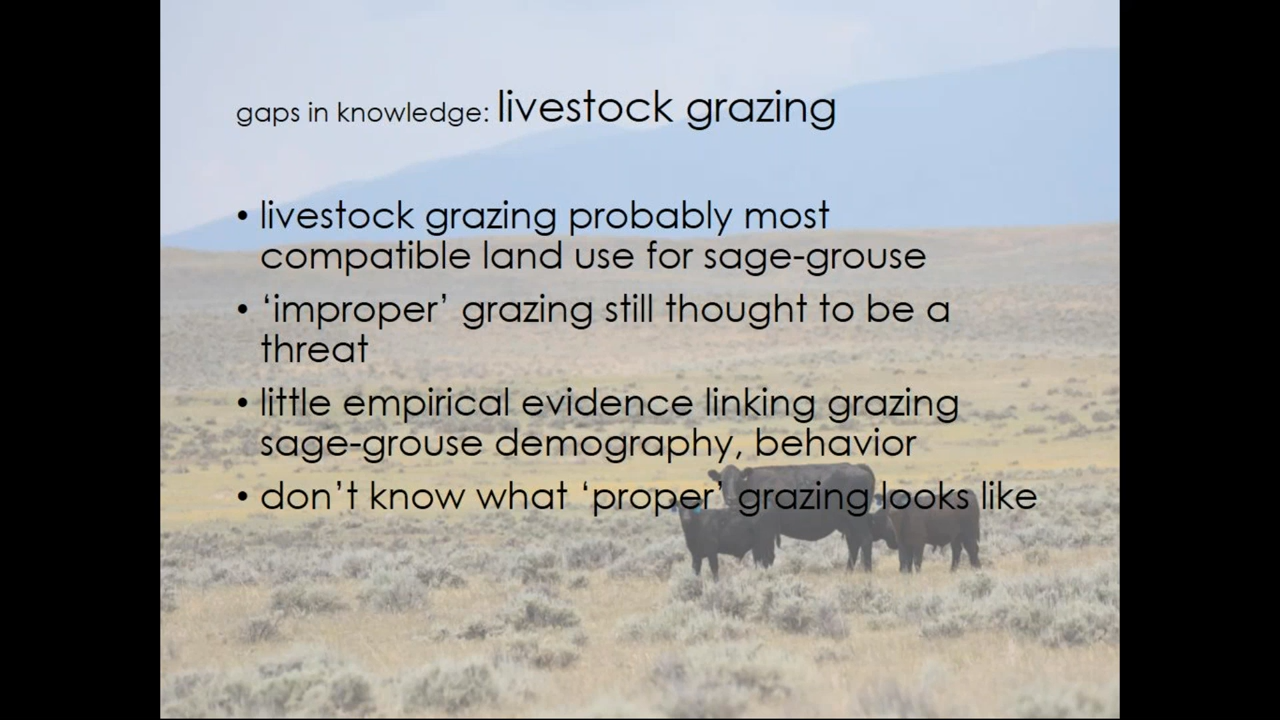 gaps in knowledge: livestock grazing
• livestock grazing probably most
compatible land use for sage-grouse
• ‘improper’ grazing still thought to be a
threat
• little empirical evidence linking grazing
sage-grouse demography, behavior
• don’t know what ‘proper’ grazing looks like